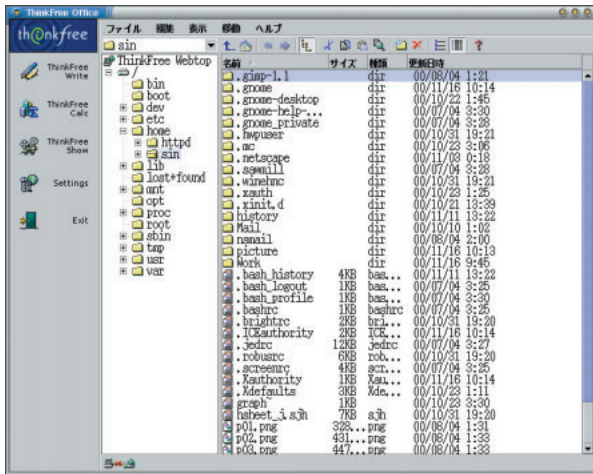 ThinkFree Office
thinkfree
ファイル 編集 表示 移動 ヘルプ
sin
ThinkFree Write
ThinkFree Calc
ThinkFree Show
Settings
Exit
ThinkFree Webtop
/
bin
boot
dev
etc
home
httpd
sin
lib
lost+found
mnt
opt
proc
root
sbin
tmp
usr
var
名前 サイズ 種類 更新日時
.gimp-1.1 dir 00/08/04 1:21
.gnome dir 00/11/16 10:14
.gnome-desktop dir 00/10/22 1:45
.gnome-help-... dir 00/07/04 3:30
.gnome_private dir 00/07/04 3:28
.hwpuser dir 00/10/31 19:21
.mc dir 00/10/23 3:06
.netscape dir 00/11/03 0:18
.sawmill dir 00/07/04 3:28
.winehnc dir 00/10/31 19:21
.xauth dir 00/10/23 1:25
.xinit.d dir 00/10/21 13:39
history dir 00/11/11 13:22
Mail dir 00/10/10 1:02
nsmail dir 00/08/04 2:00
picture dir 00/11/16 10:13
Work dir 00/11/16 9:45
.bash_history 4KB bas... 00/11/11 13:22
.bash_logout 1KB bas... 00/07/04 3:25
.bash_profile 1KB bas... 00/07/04 3:30
.bashrc 1KB bashrc 00/07/04 3:25
.brightrc 2KB bri... 00/10/31 19:20
.ICEauthority 2KB ICE... 00/11/16 10:14
.jedrc 12KB jedrc 00/07/04 3:27
.robusrc 6KB rob... 00/10/31 19:20
.screenrc 4KB scr... 00/07/04 3:25
.Xauthority 1KB Xau... 00/11/16 10:14
.Xdefaults 3KB Xde... 00/10/23 1:11
graph~ 1KB 00/10/23 3:30
hsheet_j.sjh 7KB sjh 00/10/31 19:20
p01.png 328... png 00/08/04 1:31
p02.png 431... png 00/08/04 1:33
p03.png 447... png 00/08/04 1:33